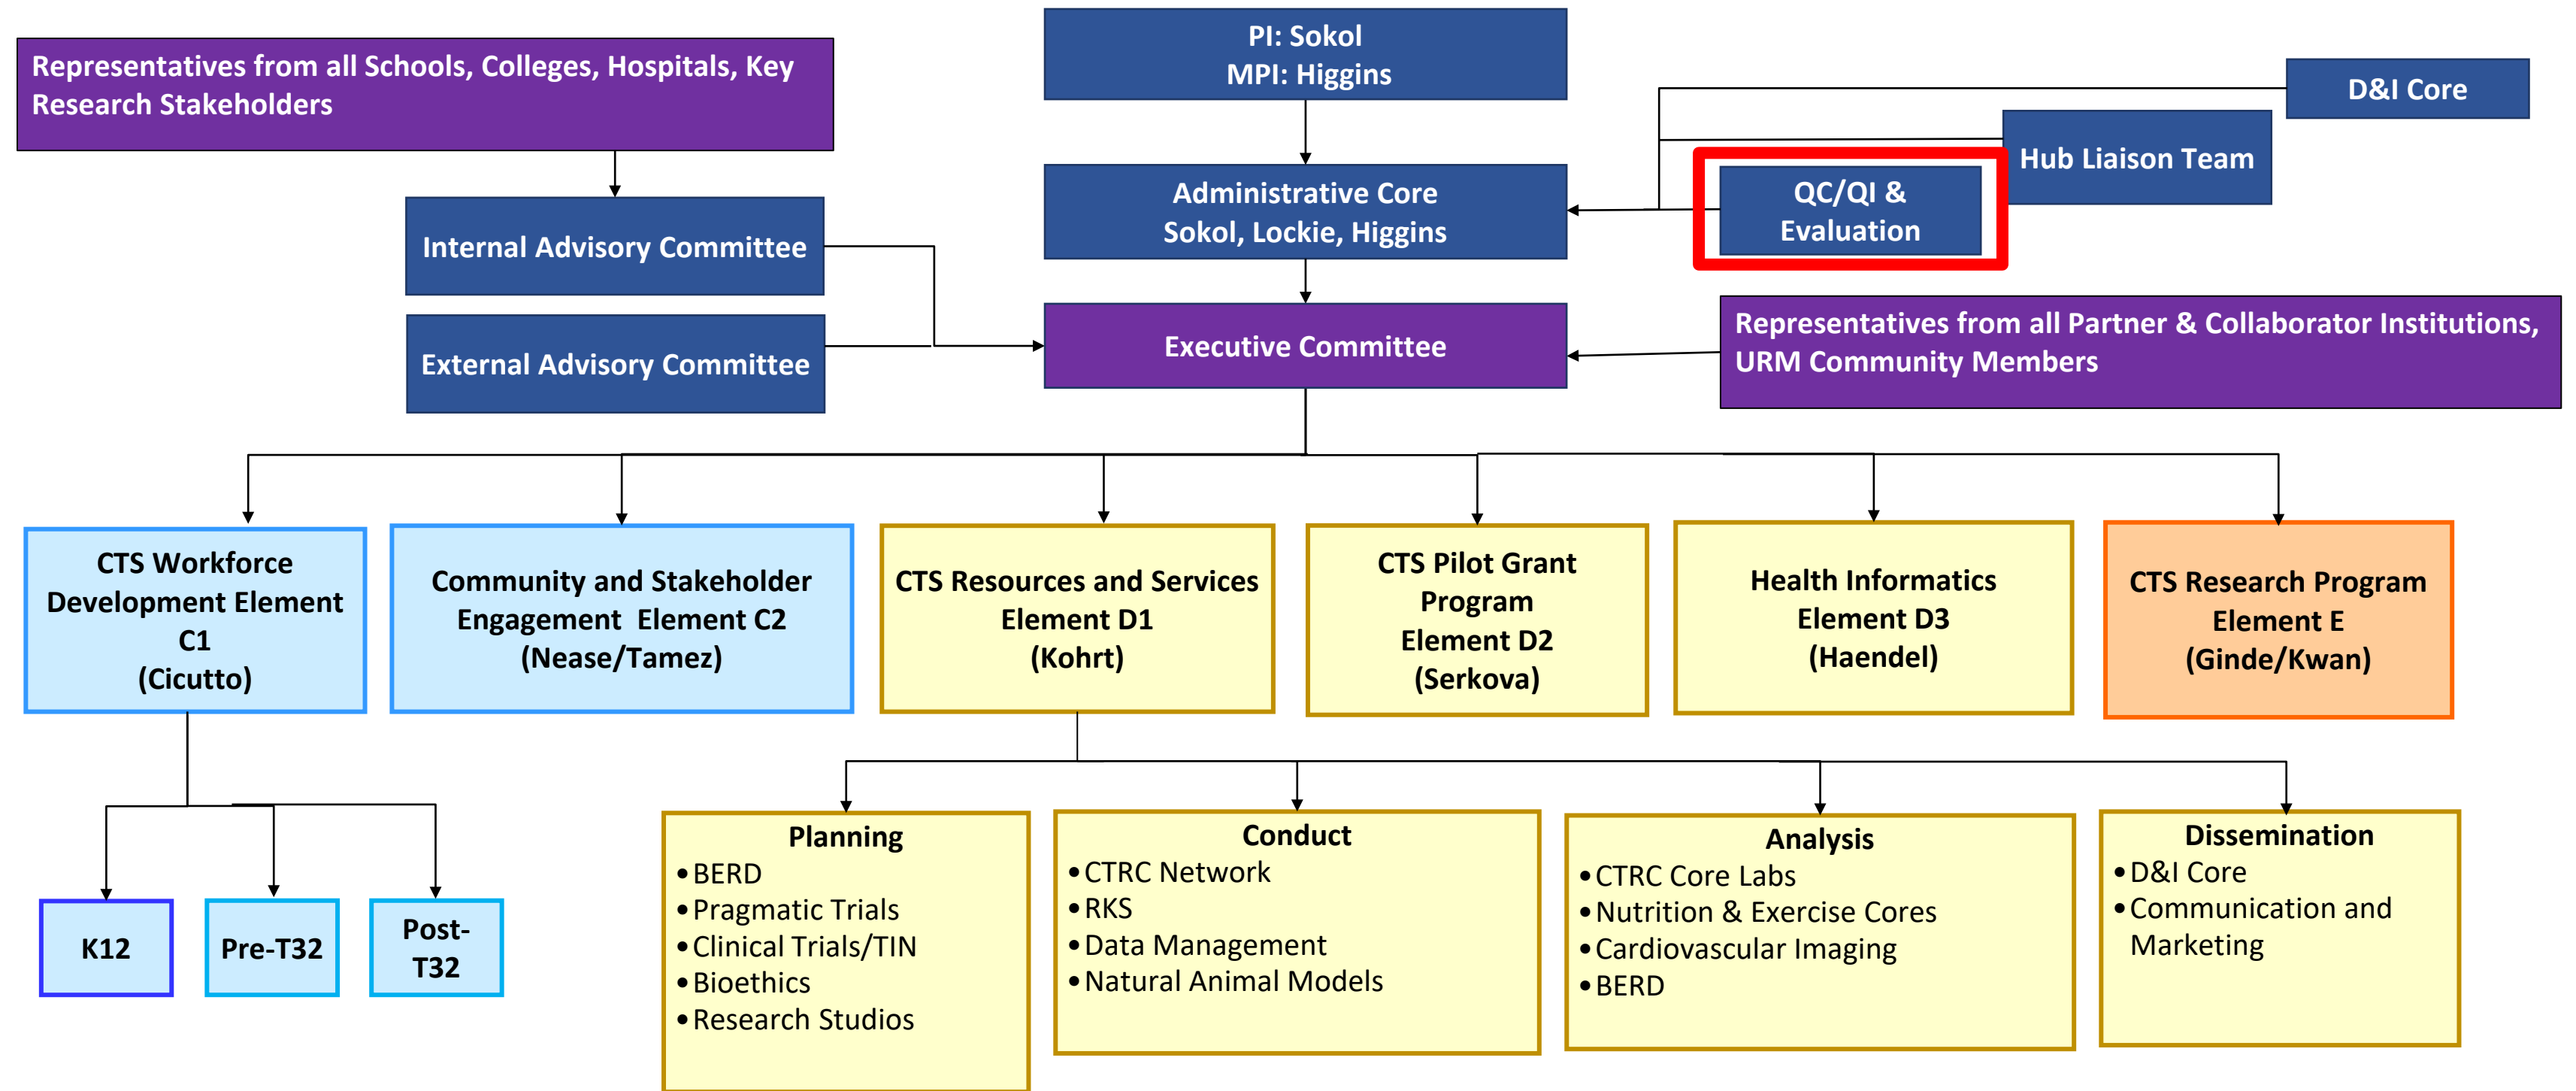 PI: Sokol
MPI: Higgins
Representatives from all Schools, Colleges, Hospitals, Key
Research Stakeholders
D&I Core
Hub Liaison Team
Administrative Core
Sokol, Lockie, Higgins
QC/QI &
Evaluation
Internal Advisory Committee
External Advisory Committee
Executive Committee
Representatives from all Partner & Collaborator Institutions,
URM Community Members
CTS Workforce
Development Element
C1
(Cicutto)
Community and Stakeholder
Engagement Element C2
(Nease/Tamez)
CTS Resources and Services
Element D1
(Kohrt)
CTS Pilot Grant
Program
Element D2
(Serkova)
Health Informatics
Element D3
(Haendel)
CTS Research Program
Element E
(Ginde/Kwan)
K12
Pre-T32
Post-
T32
Planning
•BERD
•Pragmatic Trials
•Clinical Trials/TIN
•Bioethics
•Research Studios
Conduct
•CTRC Network
•RKS
•Data Management
•Natural Animal Models
Analysis
•CTRC Core Labs
•Nutrition & Exercise Cores
•Cardiovascular Imaging
•BERD
Dissemination
•D&I Core
•Communication and
Marketing